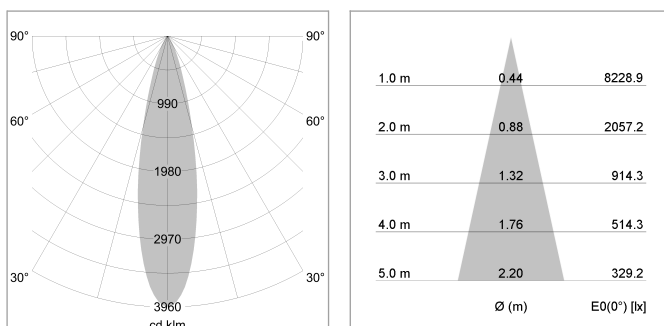 90° 90°
990
60° 60°
1980
2970
30° 30°
3960
cd klm
1.0 m 0.44 8228.9
2.0 m 0.88 2057.2
3.0 m 1.32 914.3
4.0 m 1.76 514.3
5.0 m 2.20 329.2
Ø (m) E0(0°) [lx]